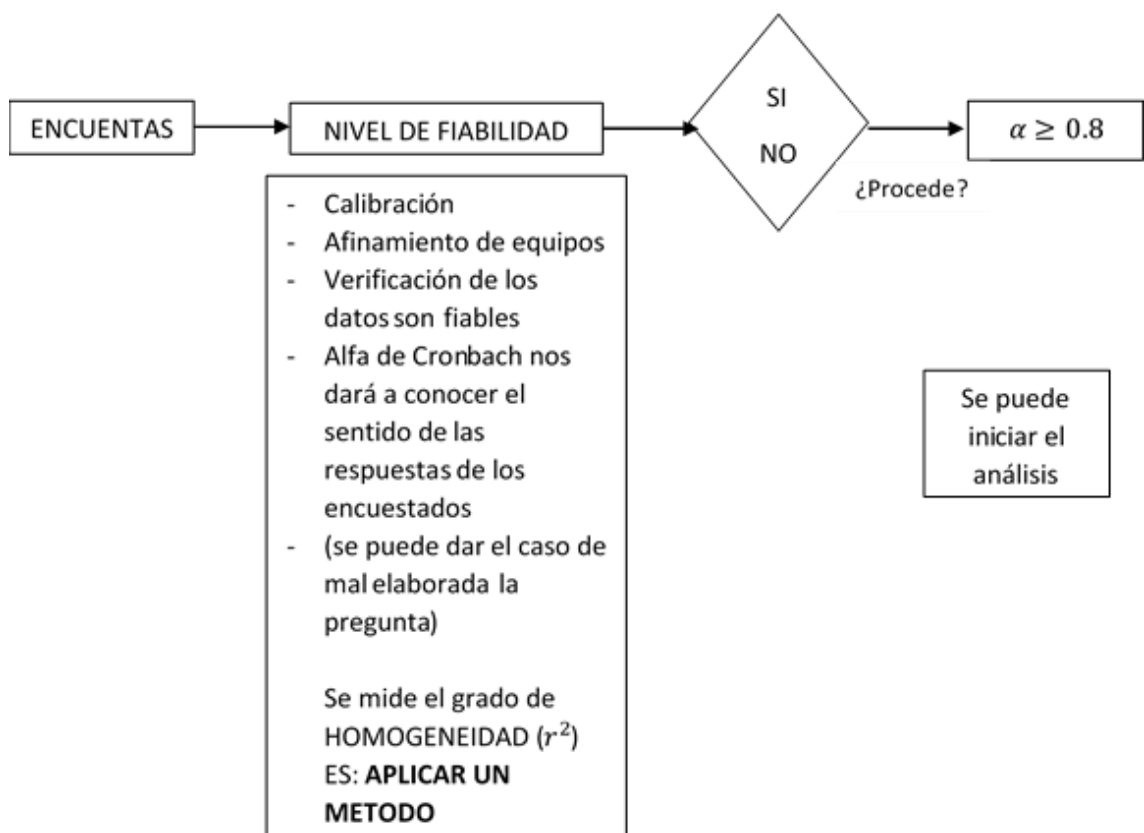 ENCUENTAS
NIVEL DE FIABILIDAD
SI
NO
¿Procede?
α ≥ 0.8
- Calibración
- Afinamiento de equipos
- Verificación de los
datos son fiables
- Alfa de Cronbach nos
dará a conocer el
sentido de las
respuestas de los
encuestados
- (se puede dar el caso de
mal elaborada la
pregunta)
Se mide el grado de
HOMOGENEIDAD (r²)
ES: APLICAR UN
METODO
Se puede
iniciar el
análisis